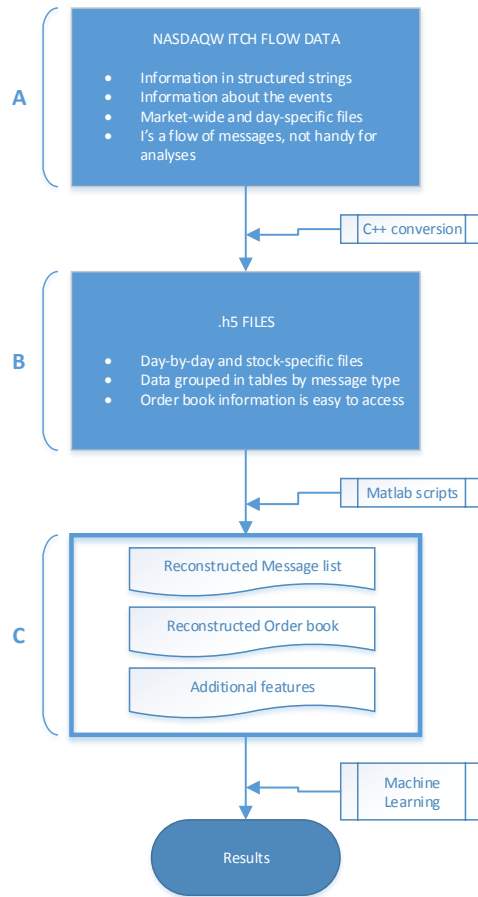 NASDAQW ITCH FLOW DATA
• Information in structured strings
• Information about the events
• Market-wide and day-specific files
• I's a flow of messages, not handy for
analyses
A
C++ conversion
.h5 FILES
B
• Day-by-day and stock-specific files
• Data grouped in tables by message type
• Order book information is easy to access
Matlab scripts
Reconstructed Message list
Reconstructed Order book
C
Additional features
Machine
Learning
Results